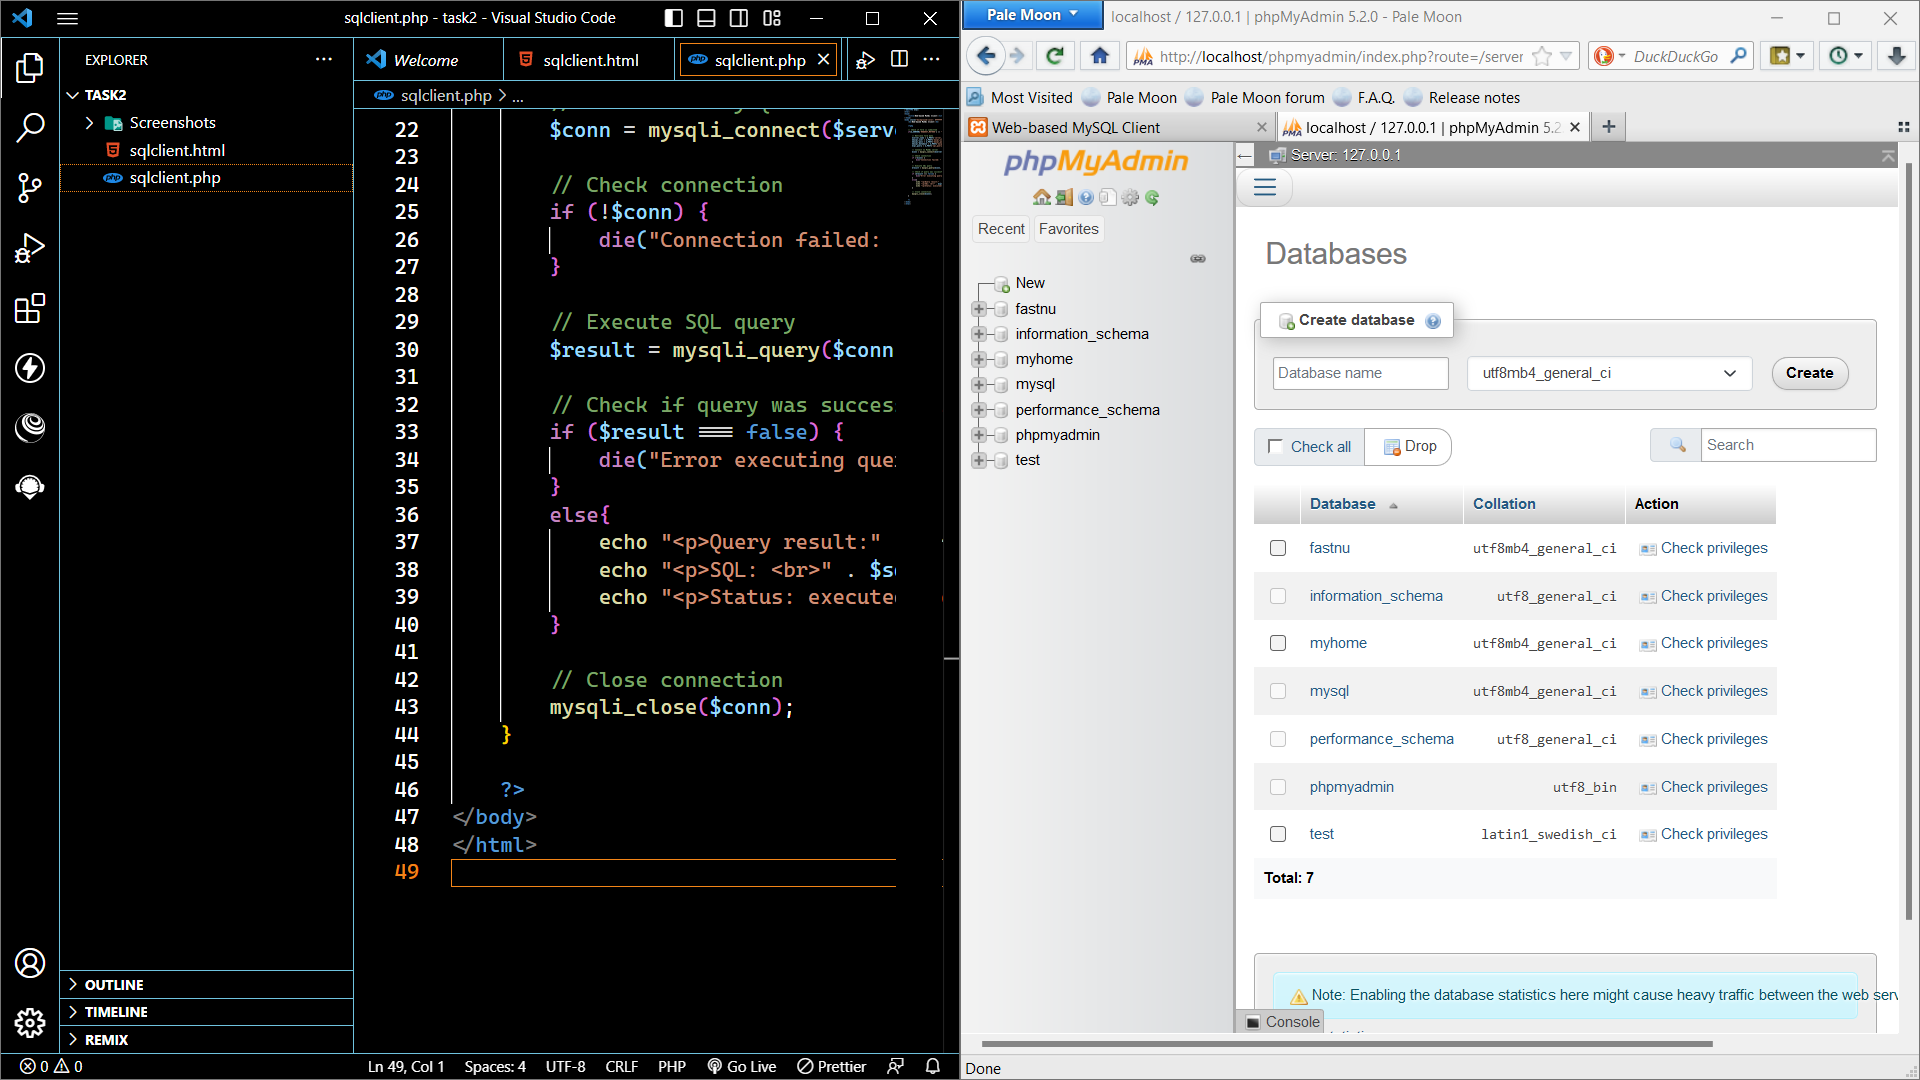 sqlclient.php - task2 - Visual Studio Code
EXPLORER
TASK2
Screenshots
sqlclient.html
sqlclient.php
OUTLINE
TIMELINE
REMIX
Welcome
sqlclient.html
sqlclient.php
sqlclient.php > ...
22 $conn = mysqli_connect($serv
23
24 // Check connection
25 if (!$conn) {
26 die("Connection failed:
27 }
28
29 // Execute SQL query
30 $result = mysqli_query($conn
31
32 // Check if query was succes
33 if ($result === false) {
34 die("Error executing que
35 }
36 else{
37 echo "<p>Query result:"
38 echo "<p>SQL: <br>" . $s
39 echo "<p>Status: execute
40 }
41
42 // Close connection
43 mysqli_close($conn);
44 }
45
46 ?>
47 </body>
48 </html>
49
0 0
Ln 49, Col 1
Spaces: 4
UTF-8
CRLF
PHP
Go Live
Prettier
Pale Moon
localhost / 127.0.0.1 | phpMyAdmin 5.2.0 - Pale Moon
PMA
http://localhost/phpmyadmin/index.php?route=/server
DuckDuckGo
Most Visited
Pale Moon
Pale Moon forum
F.A.Q.
Release notes
Web-based MySQL Client
PMA
localhost / 127.0.0.1 | phpMyAdmin 5.2
phpMyAdmin
Recent
Favorites
New
fastnu
information_schema
myhome
mysql
performance_schema
phpmyadmin
test
Server: 127.0.0.1
Databases
Create database
Database name
utf8mb4_general_ci
Create
Check all
Drop
Search
Database
Collation
Action
fastnu utf8mb4_general_ci Check privileges
information_schema utf8_general_ci Check privileges
myhome utf8mb4_general_ci Check privileges
mysql utf8mb4_general_ci Check privileges
performance_schema utf8_general_ci Check privileges
phpmyadmin utf8_bin Check privileges
test latin1_swedish_ci Check privileges
Total: 7
Note: Enabling the database statistics here might cause heavy traffic between the web serv
Console
Done